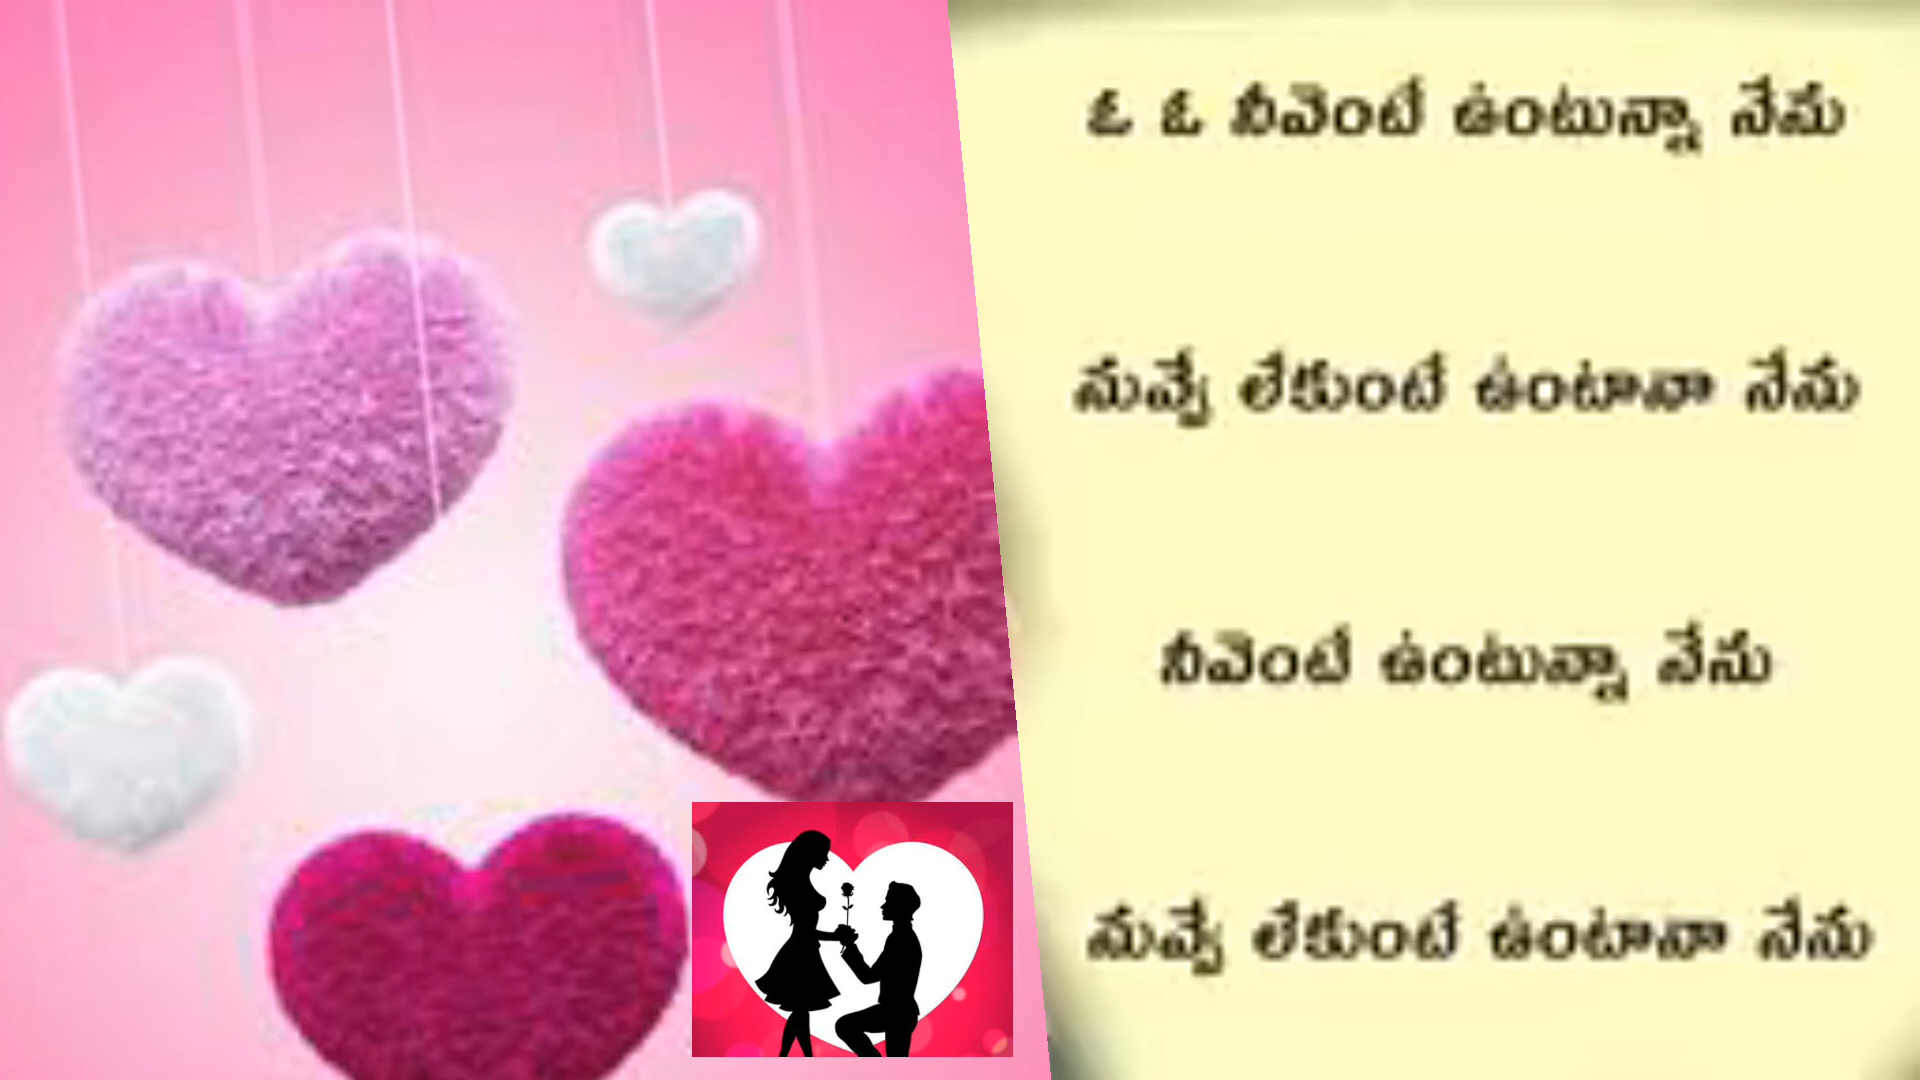 ఓ ఓ నీవెంటే ఉంటున్నా నేను
నువ్వే లేకుంటే ఉంటానా నేను
నీవెంటే ఉంటున్నా నేను
నువ్వే లేకుంటే ఉంటానా నేను